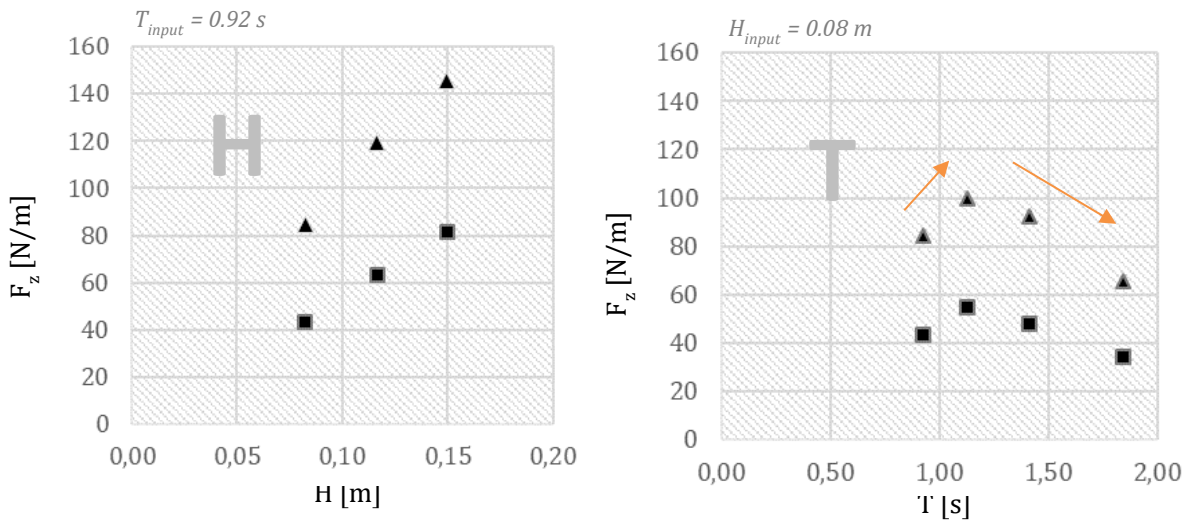 T_input = 0.92 s
160
140
120
100
80
60
40
20
0
F_z [N/m]
H
0,00 0,05 0,10 0,15 0,20
H [m]
H_input = 0.08 m
160
140
120
100
80
60
40
20
0
F_z [N/m]
T
0,00 0,50 1,00 1,50 2,00
T [s]